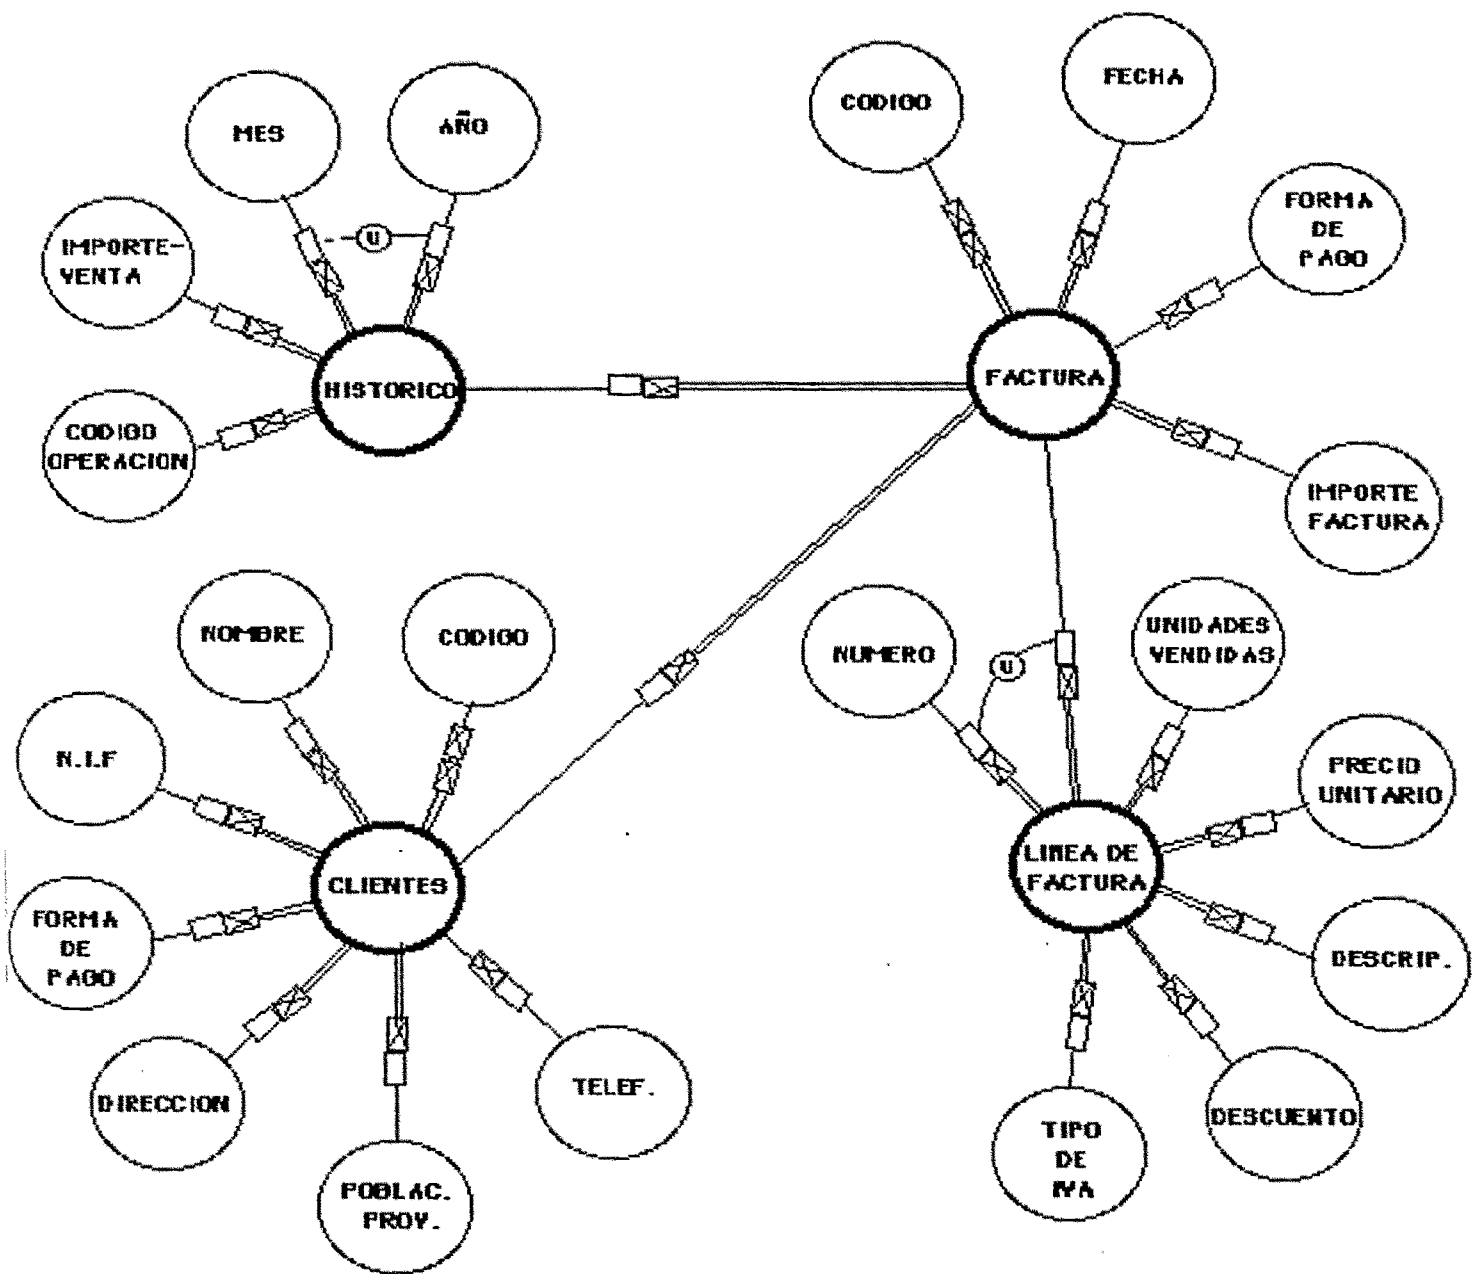 MES
AÑO
IMPORTE-
VENTA
CODIGO
OPERACION
HISTORICO
U
CODIGO
FECHA
FORMA
DE
PAGO
FACTURA
IMPORTE
FACTURA
NOMBRE
CODIGO
N.I.F
FORMA
DE
PAGO
CLIENTES
DIRECCION
POBLAC.
PROV.
TELEF.
NUMERO
U
UNIDADES
VENDIDAS
PRECIO
UNITARIO
LINEA DE
FACTURA
DESCRIP.
DESCUENTO
TIPO
DE
IVA